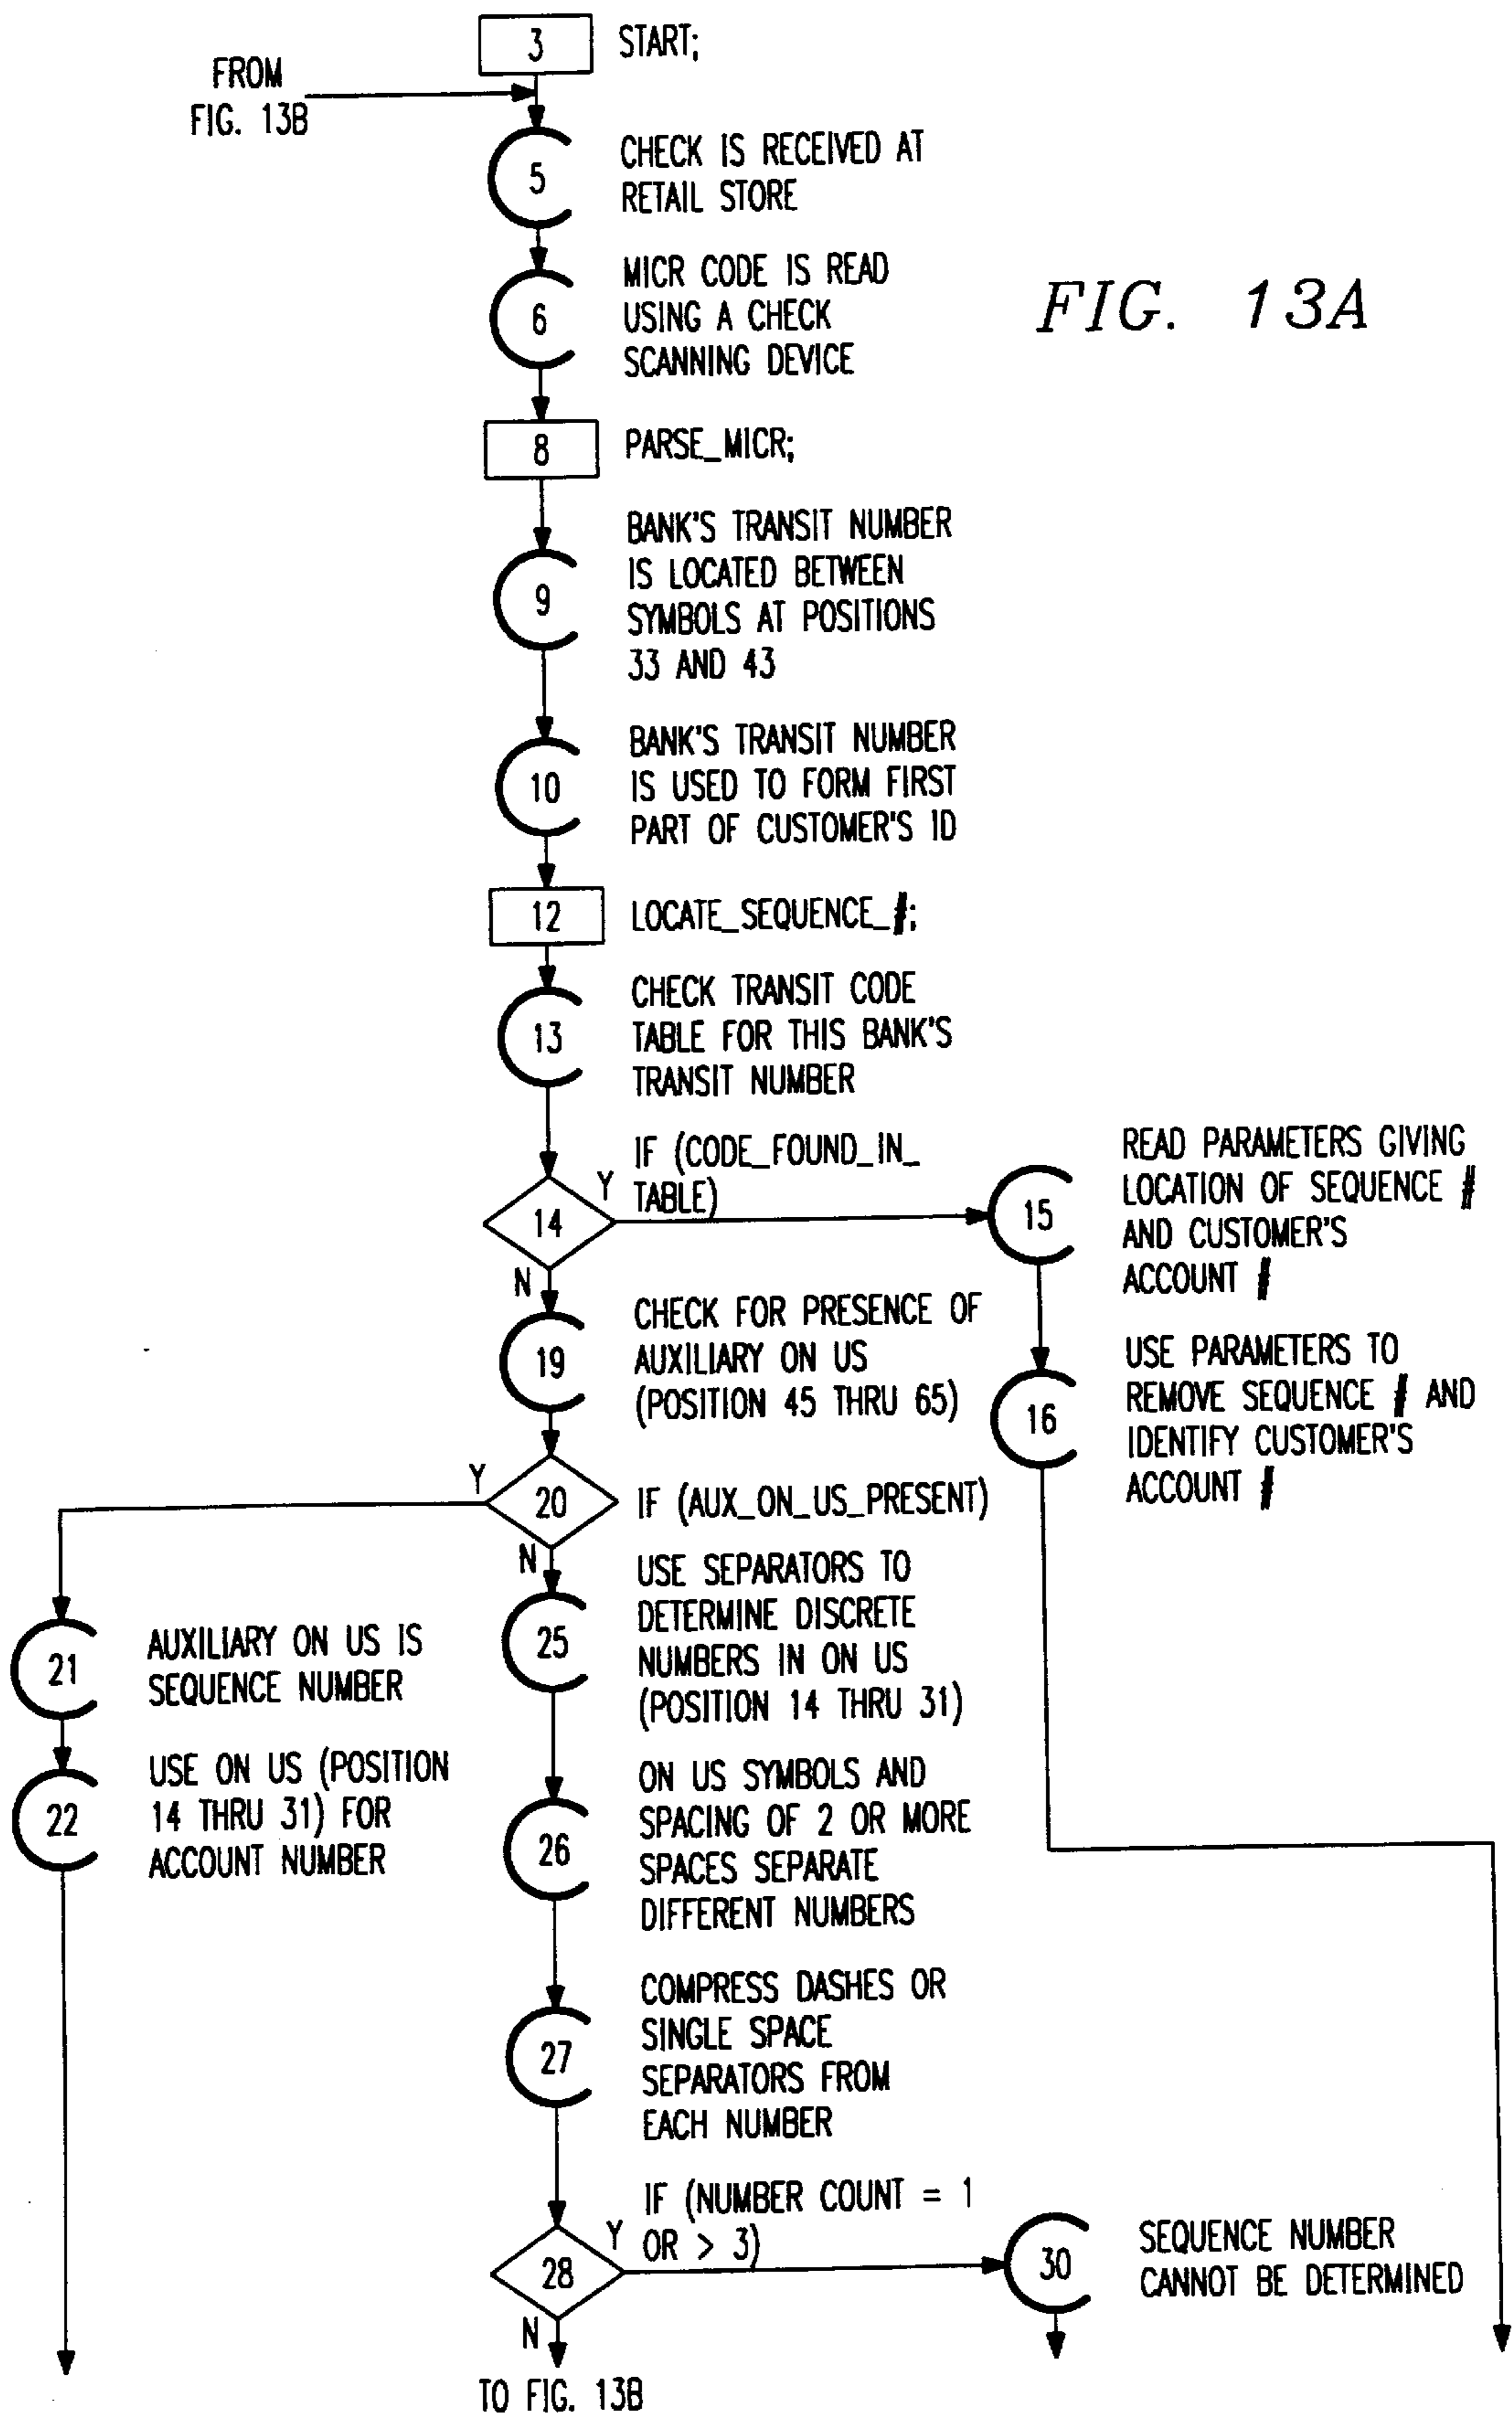 3 START;
FROM
FIG. 13B
5 CHECK IS RECEIVED AT
RETAIL STORE
6 MICR CODE IS READ
USING A CHECK
SCANNING DEVICE
FIG. 13A
8 PARSE_MICR;
9 BANK'S TRANSIT NUMBER
IS LOCATED BETWEEN
SYMBOLS AT POSITIONS
33 AND 43
10 BANK'S TRANSIT NUMBER
IS USED TO FORM FIRST
PART OF CUSTOMER'S ID
12 LOCATE_SEQUENCE_#;
13 CHECK TRANSIT CODE
TABLE FOR THIS BANK'S
TRANSIT NUMBER
14 Y IF (CODE_FOUND_IN_
TABLE)
N
15 READ PARAMETERS GIVING
LOCATION OF SEQUENCE #
AND CUSTOMER'S
ACCOUNT #
16 USE PARAMETERS TO
REMOVE SEQUENCE # AND
IDENTIFY CUSTOMER'S
ACCOUNT #
19 CHECK FOR PRESENCE OF
AUXILIARY ON US
(POSITION 45 THRU 65)
Y 20 IF (AUX_ON_US_PRESENT)
N
21 AUXILIARY ON US IS
SEQUENCE NUMBER
22 USE ON US (POSITION
14 THRU 31) FOR
ACCOUNT NUMBER
25 USE SEPARATORS TO
DETERMINE DISCRETE
NUMBERS IN ON US
(POSITION 14 THRU 31)
26 ON US SYMBOLS AND
SPACING OF 2 OR MORE
SPACES SEPARATE
DIFFERENT NUMBERS
27 COMPRESS DASHES OR
SINGLE SPACE
SEPARATORS FROM
EACH NUMBER
28 Y IF (NUMBER COUNT = 1
OR > 3)
N
30 SEQUENCE NUMBER
CANNOT BE DETERMINED
TO FIG. 13B